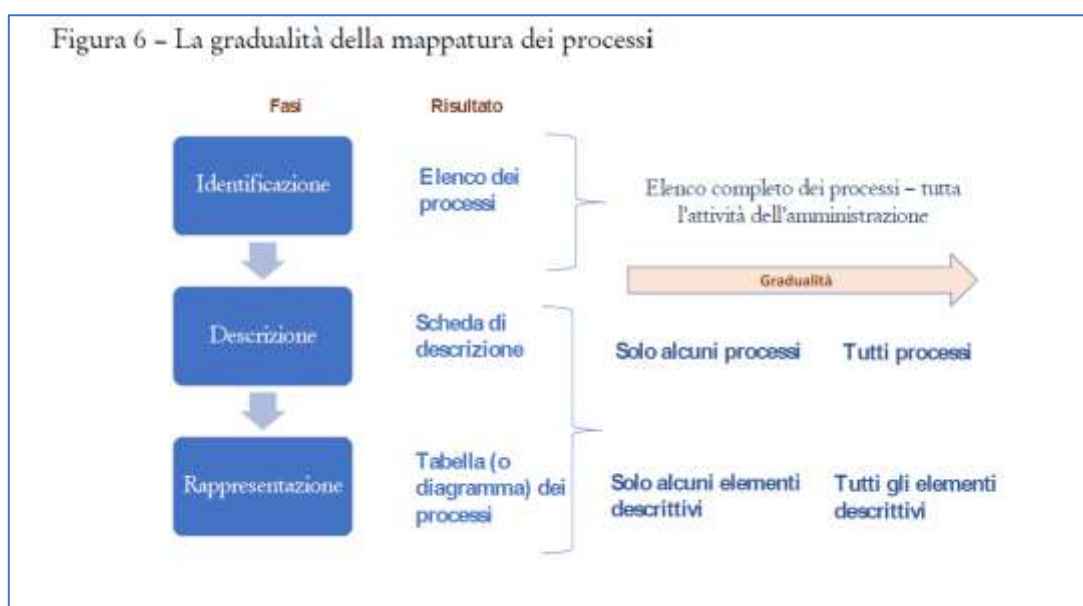 Figura 6 – La gradualità della mappatura dei processi
Fasi
Risultato
Identificazione
Elenco dei
processi
Elenco completo dei processi – tutta
l'attività dell'amministrazione
Gradualità
Descrizione
Scheda di
descrizione
Solo alcuni processi
Tutti processi
Rappresentazione
Tabella (o
diagramma) dei
processi
Solo alcuni elementi
descrittivi
Tutti gli elementi
descrittivi